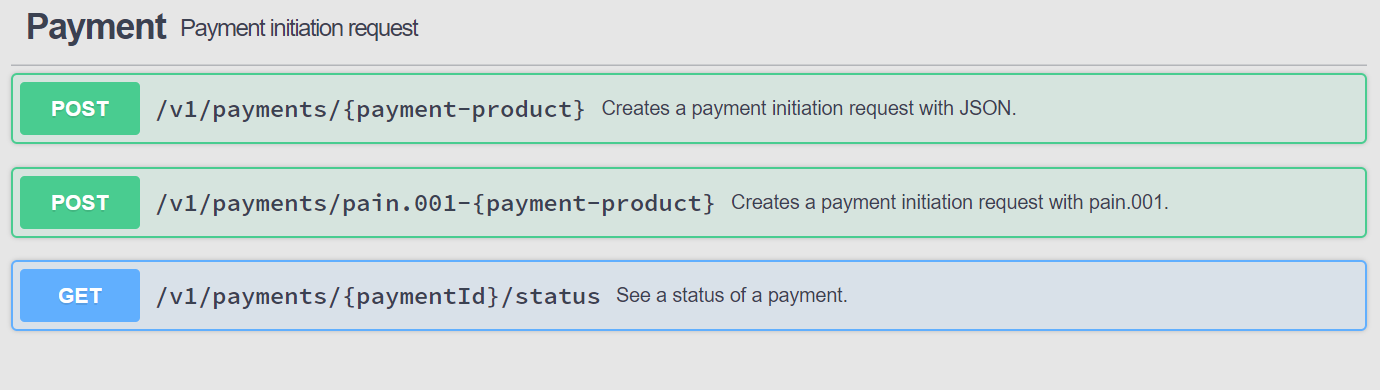 Payment Payment initiation request
POST /v1/payments/{payment-product} Creates a payment initiation request with JSON.
POST /v1/payments/pain.001-{payment-product} Creates a payment initiation request with pain.001.
GET /v1/payments/{paymentId}/status See a status of a payment.